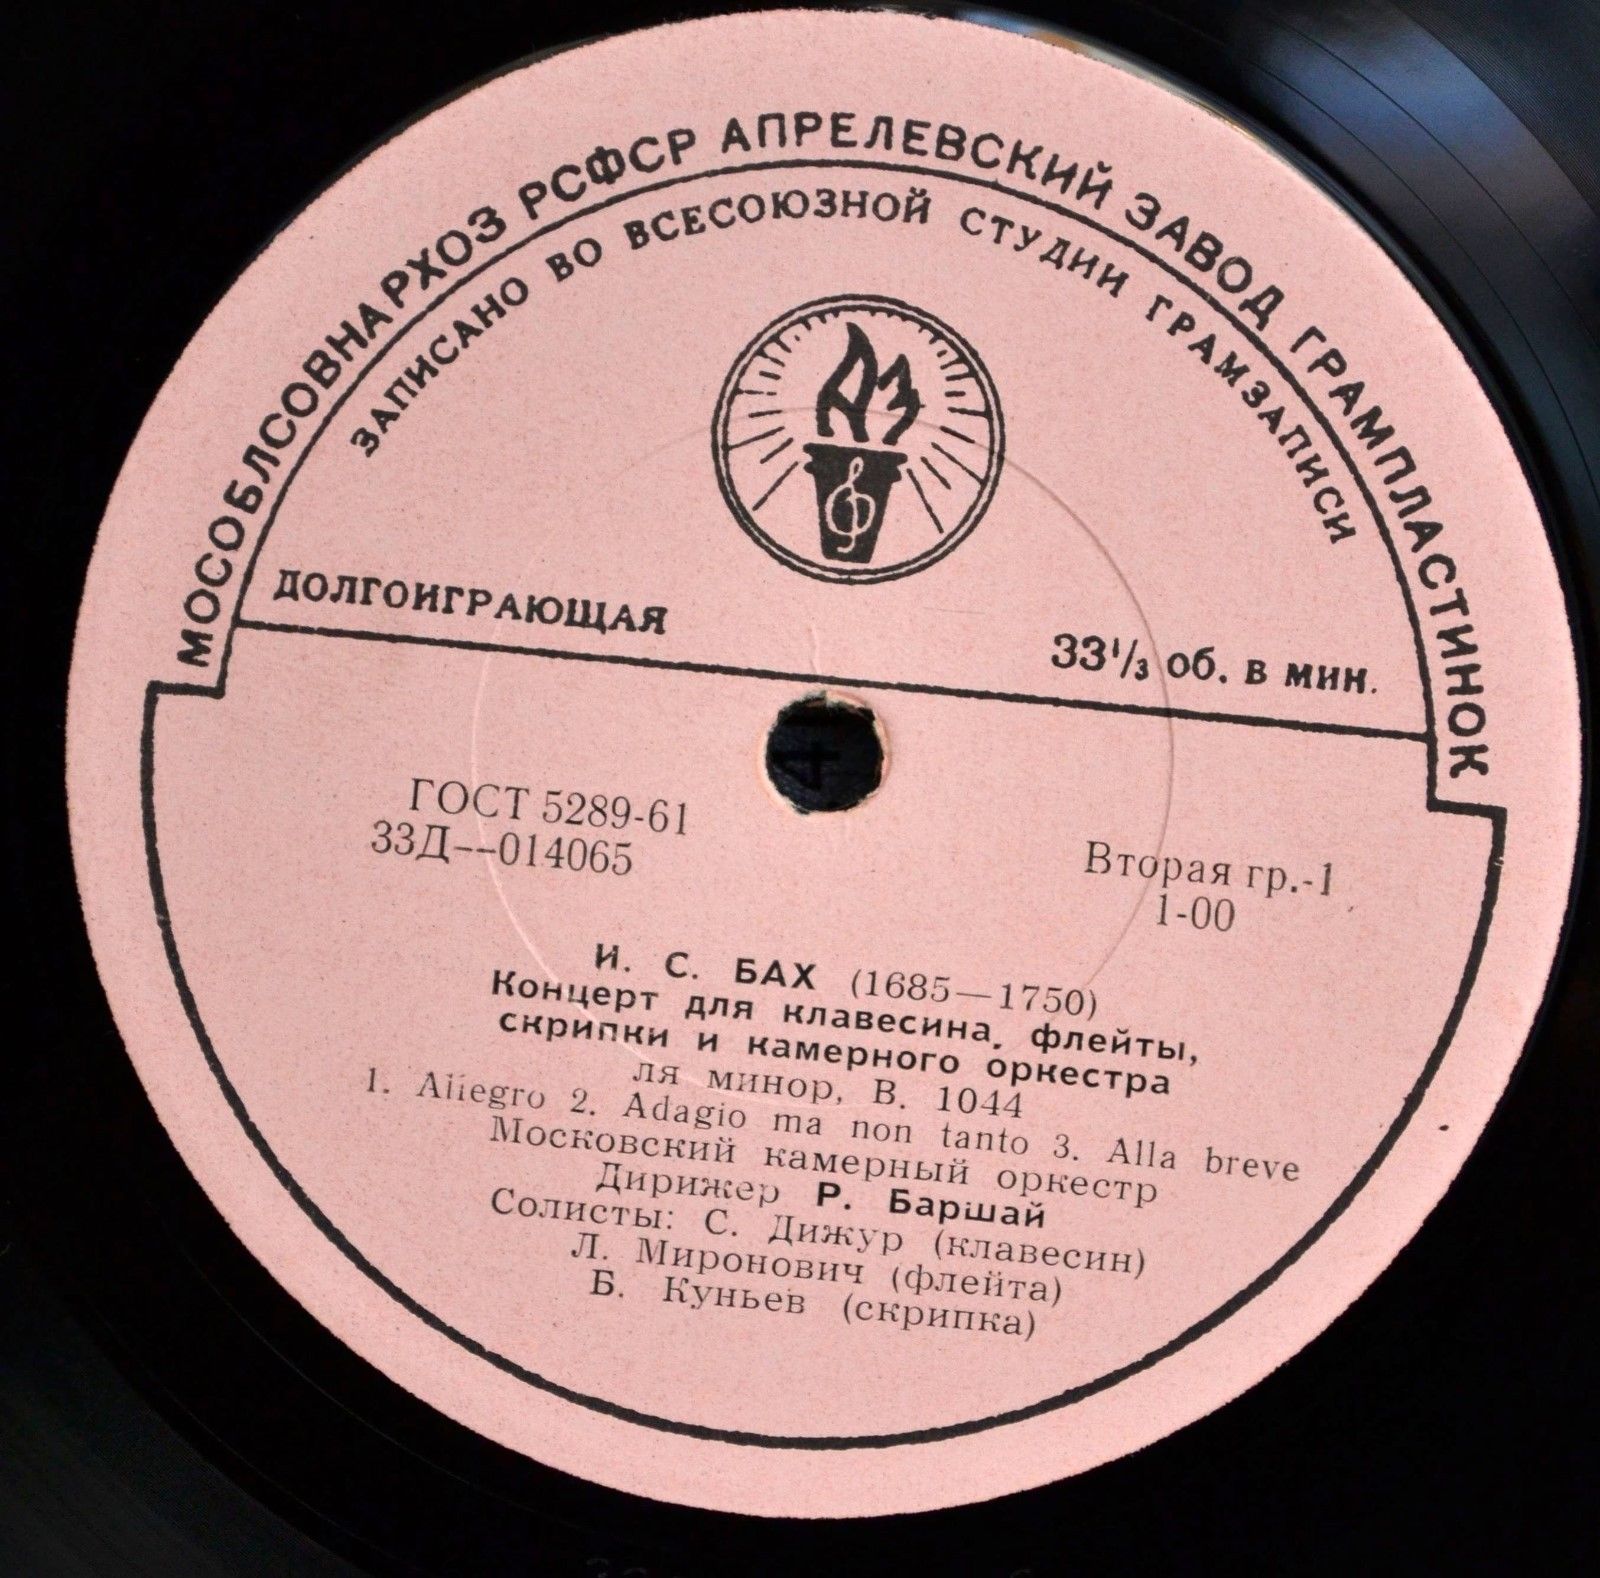 МОСОБЛСОВНАРХОЗ РСФСР АПРЕЛЕВСКИЙ ЗАВОД ГРАМПЛАСТИНОК
ЗАПИСАНО ВО ВСЕСОЮЗНОЙ СТУДИИ ГРАМЗАПИСИ
АЗ
ДОЛГОИГРАЮЩАЯ
33⅓ об. в мин.
ГОСТ 5289-61
33Д--014065
Вторая гр.-1
1-00
И. С. БАХ (1685—1750)
Концерт для клавесина, флейты,
скрипки и камерного оркестра
ля минор, В. 1044
1. Allegro 2. Adagio ma non tanto 3. Alla breve
Московский камерный оркестр
Дирижер Р. Баршай
Солисты: С. Дижур (клавесин)
Л. Миронович (флейта)
Б. Куньев (скрипка)